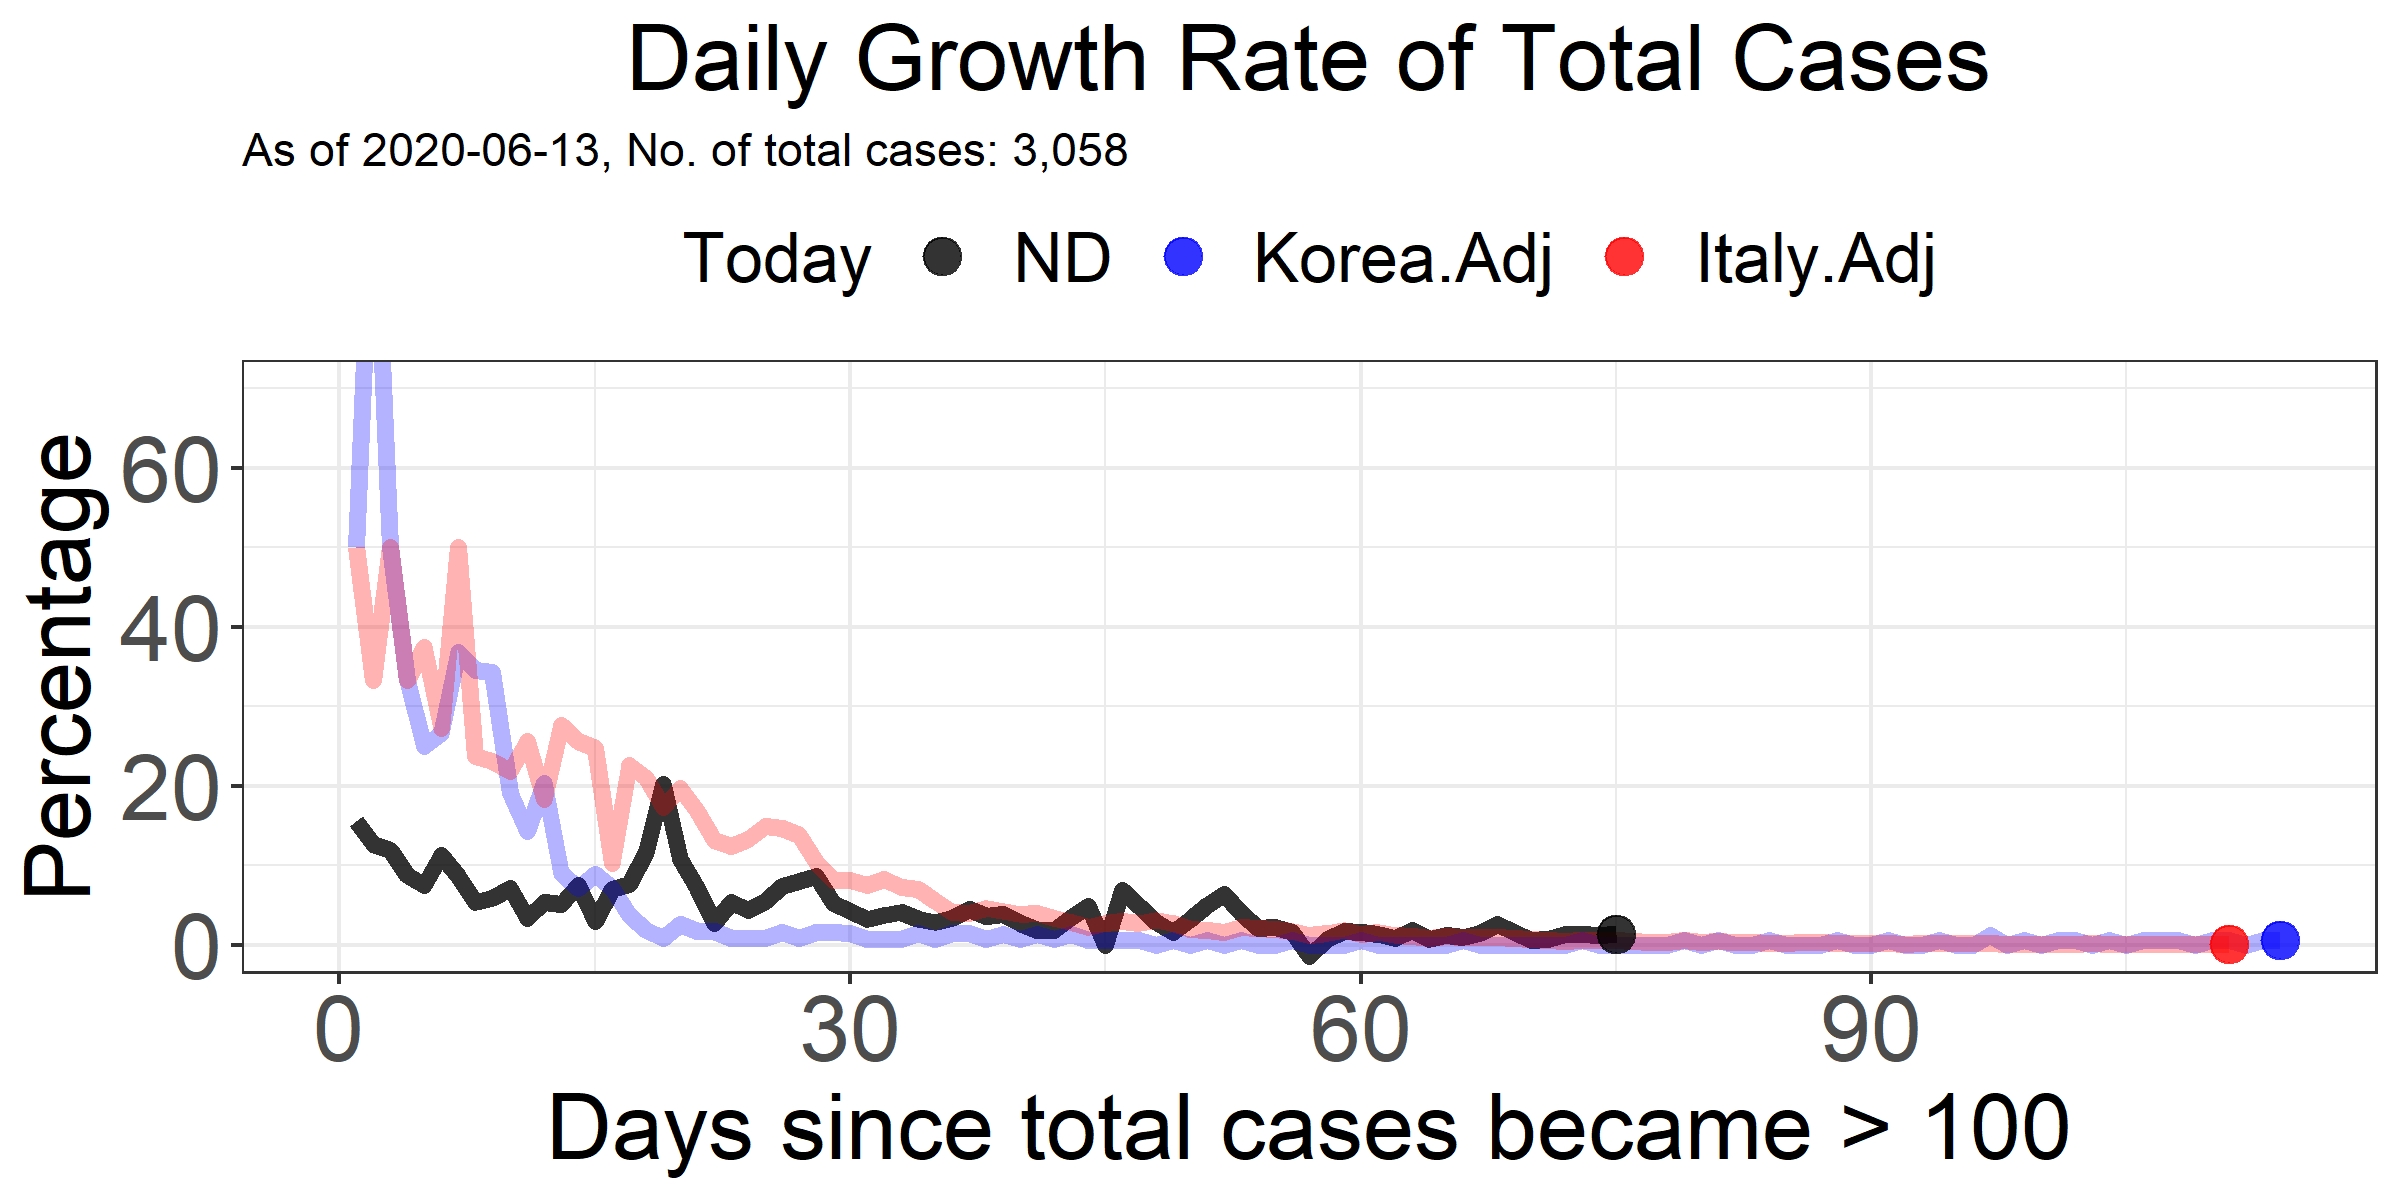 Daily Growth Rate of Total Cases
As of 2020-06-13, No. of total cases: 3,058
Today ND Korea.Adj Italy.Adj
Percentage
60
40
20
0
0 30 60 90
Days since total cases became > 100